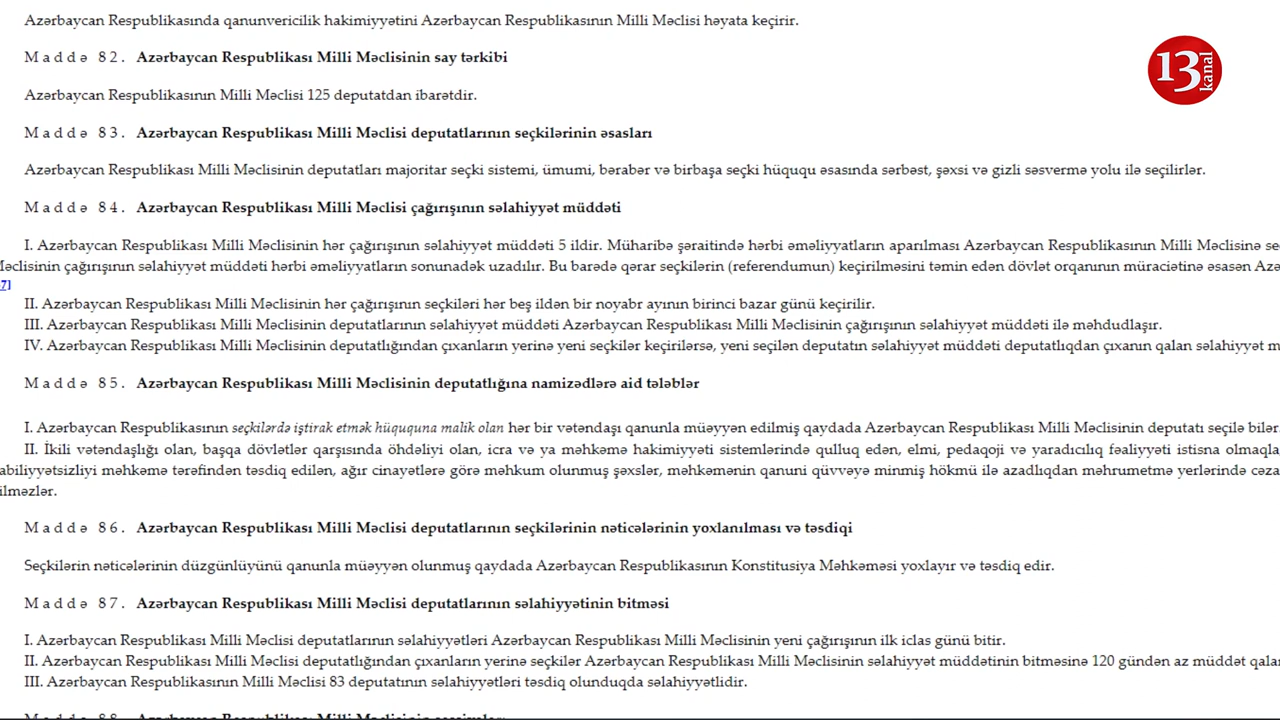 Azərbaycan Respublikasında qanunvericilik hakimiyyətini Azərbaycan Respublikasının Milli Məclisi həyata keçirir.
Maddə 82. Azərbaycan Respublikası Milli Məclisinin say tərkibi
13 kanal
Azərbaycan Respublikasının Milli Məclisi 125 deputatdan ibarətdir.
Maddə 83. Azərbaycan Respublikası Milli Məclisi deputatlarının seçkilərinin əsasları
Azərbaycan Respublikası Milli Məclisinin deputatları majoritar seçki sistemi, ümumi, bərabər və birbaşa seçki hüququ əsasında sərbəst, şəxsi və gizli səsvermə yolu ilə seçilirlər.
Maddə 84. Azərbaycan Respublikası Milli Məclisi çağırışının səlahiyyət müddəti
I. Azərbaycan Respublikası Milli Məclisinin hər çağırışının səlahiyyət müddəti 5 ildir. Müharibə şəraitində hərbi əməliyyatların aparılması Azərbaycan Respublikasının Milli Məclisinə se
Məclisinin çağırışının səlahiyyət müddəti hərbi əməliyyatların sonunadək uzadılır. Bu barədə qərar seçkilərin (referendumun) keçirilməsini təmin edən dövlət orqanının müraciətinə əsasən Azə
7]
II. Azərbaycan Respublikası Milli Məclisinin hər çağırışının seçkiləri hər beş ildən bir noyabr ayının birinci bazar günü keçirilir.
III. Azərbaycan Respublikası Milli Məclisinin deputatlarının səlahiyyət müddəti Azərbaycan Respublikası Milli Məclisinin çağırışının səlahiyyət müddəti ilə məhdudlaşır.
IV. Azərbaycan Respublikası Milli Məclisinin deputatlığından çıxanların yerinə yeni seçkilər keçirilərsə, yeni seçilən deputatın səlahiyyət müddəti deputatlıqdan çıxanın qalan səlahiyyət m
Maddə 85. Azərbaycan Respublikası Milli Məclisinin deputatlığına namizədlərə aid tələblər
I. Azərbaycan Respublikasının seçkilərdə iştirak etmək hüququna malik olan hər bir vətəndaşı qanunla müəyyən edilmiş qaydada Azərbaycan Respublikası Milli Məclisinin deputatı seçilə bilər.
II. İkili vətəndaşlığı olan, başqa dövlətlər qarşısında öhdəliyi olan, icra və ya məhkəmə hakimiyyəti sistemlərində qulluq edən, elmi, pedaqoji və yaradıcılıq fəaliyyəti istisna olmaqla,
abiliyyətsizliyi məhkəmə tərəfindən təsdiq edilən, ağır cinayətlərə görə məhkum olunmuş şəxslər, məhkəmənin qanuni qüvvəyə minmiş hökmü ilə azadlıqdan məhrumetmə yerlərində cəza
ilməzlər.
Maddə 86. Azərbaycan Respublikası Milli Məclisi deputatlarının seçkilərinin nəticələrinin yoxlanılması və təsdiqi
Seçkilərin nəticələrinin düzgünlüyünü qanunla müəyyən olunmuş qaydada Azərbaycan Respublikasının Konstitusiya Məhkəməsi yoxlayır və təsdiq edir.
Maddə 87. Azərbaycan Respublikası Milli Məclisi deputatlarının səlahiyyətinin bitməsi
I. Azərbaycan Respublikası Milli Məclisi deputatlarının səlahiyyətləri Azərbaycan Respublikası Milli Məclisinin yeni çağırışının ilk iclas günü bitir.
II. Azərbaycan Respublikası Milli Məclisi deputatlığından çıxanların yerinə seçkilər Azərbaycan Respublikası Milli Məclisinin səlahiyyət müddətinin bitməsinə 120 gündən az müddət qalar
III. Azərbaycan Respublikasının Milli Məclisi 83 deputatının səlahiyyətləri təsdiq olunduqda səlahiyyətlidir.